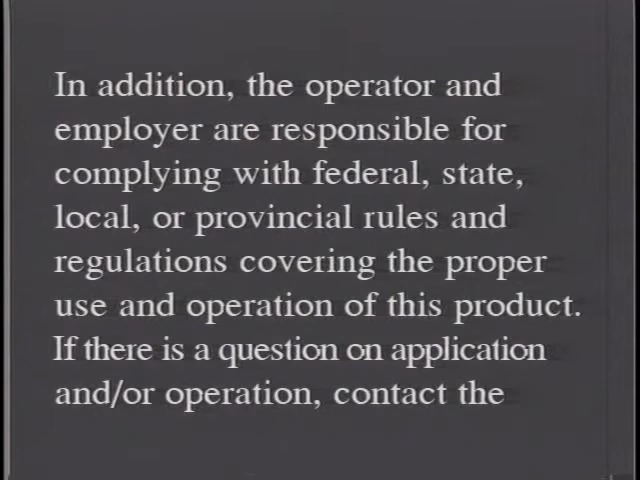 In addition, the operator and
employer are responsible for
complying with federal, state,
local, or provincial rules and
regulations covering the proper
use and operation of this product.
If there is a question on application
and/or operation, contact the